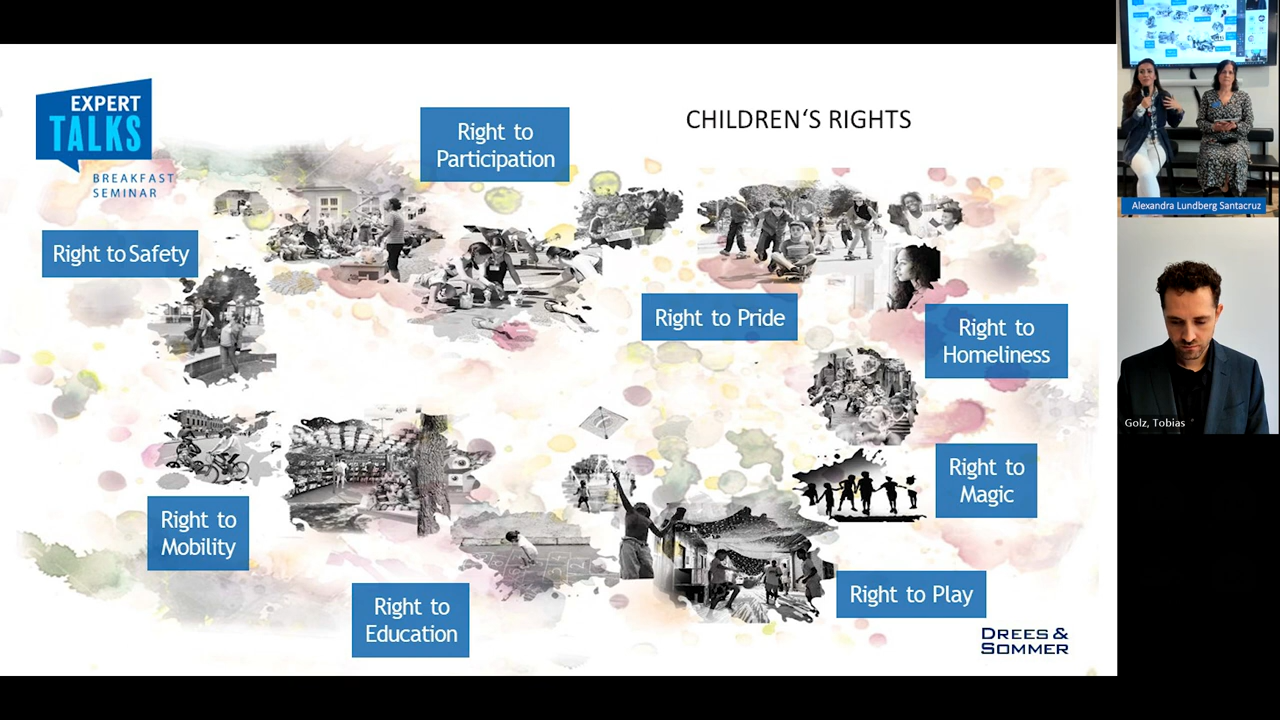 EXPERT
TALKS
BREAKFAST
SEMINAR
CHILDREN‘S RIGHTS
Right to
Participation
Right to Safety
Right to Pride
Right to
Homeliness
Right to
Magic
Right to
Mobility
Right to
Education
Right to Play
DREES &
SOMMER
Alexandra Lundberg Santacruz
Golz, Tobias